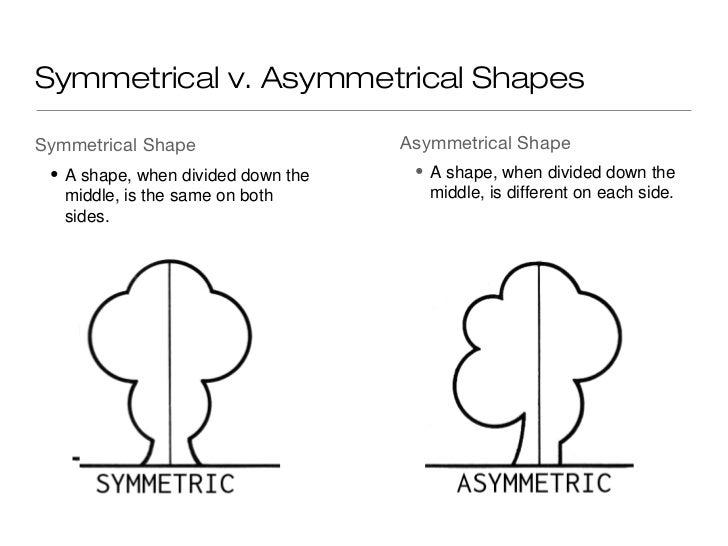 Symmetrical v. Asymmetrical Shapes
Symmetrical Shape
• A shape, when divided down the
middle, is the same on both
sides.
Asymmetrical Shape
• A shape, when divided down the
middle, is different on each side.
SYMMETRIC
ASYMMETRIC